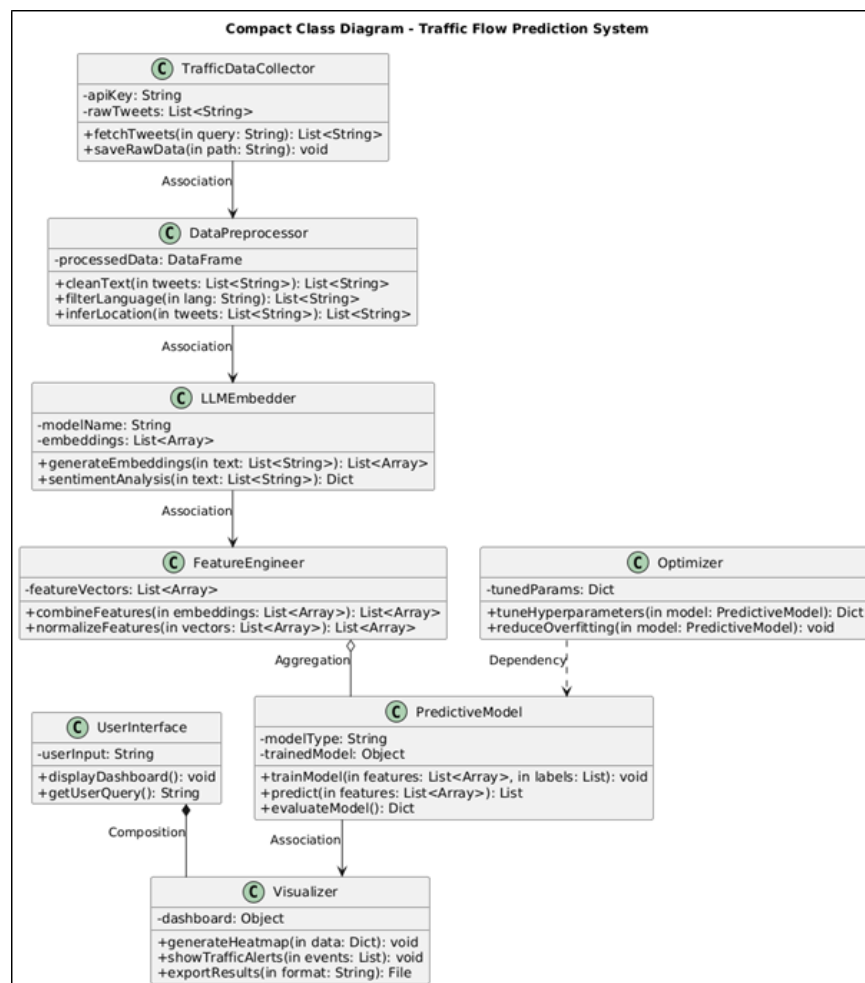 Compact Class Diagram - Traffic Flow Prediction System
C TrafficDataCollector
-apiKey: String
-rawTweets: List<String>
+fetchTweets(in query: String): List<String>
+saveRawData(in path: String): void
Association
C DataPreprocessor
-processedData: DataFrame
+cleanText(in tweets: List<String>): List<String>
+filterLanguage(in lang: String): List<String>
+inferLocation(in tweets: List<String>): List<String>
Association
C LLMEmbedder
-modelName: String
-embeddings: List<Array>
+generateEmbeddings(in text: List<String>): List<Array>
+sentimentAnalysis(in text: List<String>): Dict
Association
C FeatureEngineer
-featureVectors: List<Array>
+combineFeatures(in embeddings: List<Array>): List<Array>
+normalizeFeatures(in vectors: List<Array>): List<Array>
C Optimizer
-tunedParams: Dict
+tuneHyperparameters(in model: PredictiveModel): Dict
+reduceOverfitting(in model: PredictiveModel): void
Aggregation
Dependency
C UserInterface
-userInput: String
+displayDashboard(): void
+getUserQuery(): String
C PredictiveModel
-modelType: String
-trainedModel: Object
+trainModel(in features: List<Array>, in labels: List): void
+predict(in features: List<Array>): List
+evaluateModel(): Dict
Composition
Association
C Visualizer
-dashboard: Object
+generateHeatmap(in data: Dict): void
+showTrafficAlerts(in events: List): void
+exportResults(in format: String): File